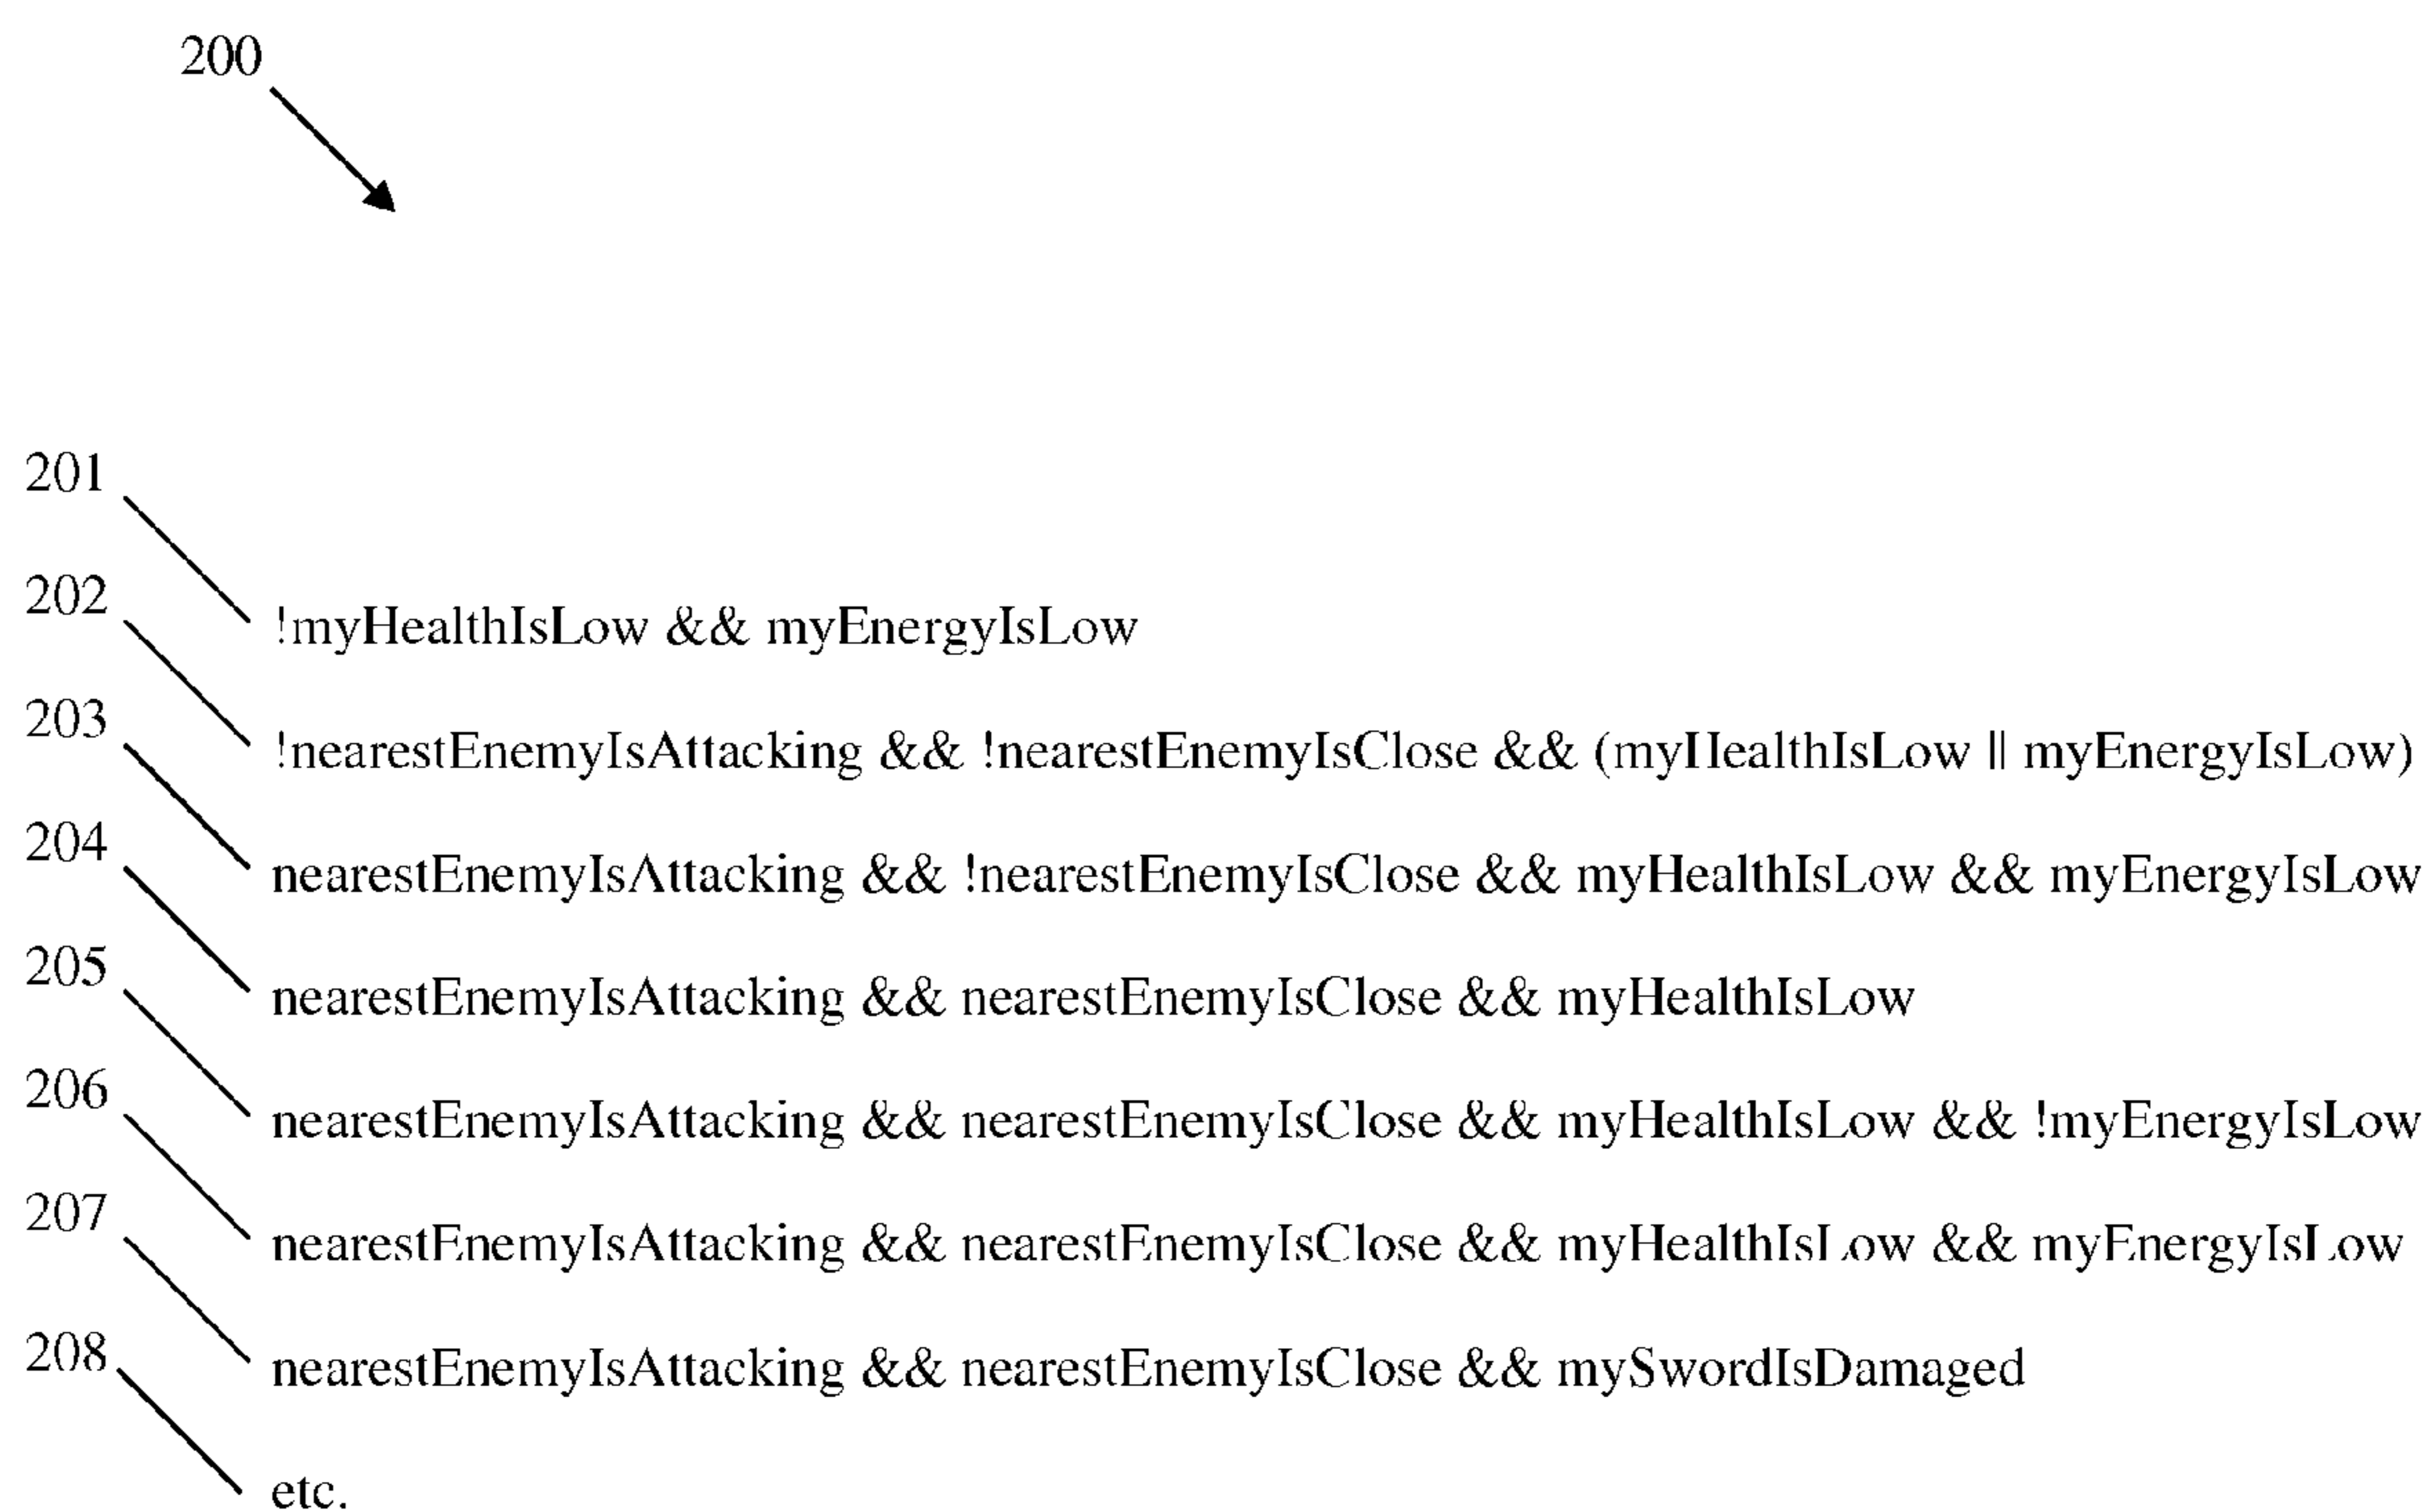 200
201
!myHealthIsLow && myEnergyIsLow
202
!nearestEnemyIsAttacking && !nearestEnemyIsClose && (myHealthIsLow || myEnergyIsLow)
203
nearestEnemyIsAttacking && !nearestEnemyIsClose && myHealthIsLow && myEnergyIsLow
204
nearestEnemyIsAttacking && nearestEnemyIsClose && myHealthIsLow
205
nearestEnemyIsAttacking && nearestEnemyIsClose && myHealthIsLow && !myEnergyIsLow
206
nearestEnemyIsAttacking && nearestEnemyIsClose && myHealthIsLow && myEnergyIsLow
207
nearestEnemyIsAttacking && nearestEnemyIsClose && mySwordIsDamaged
208
etc.